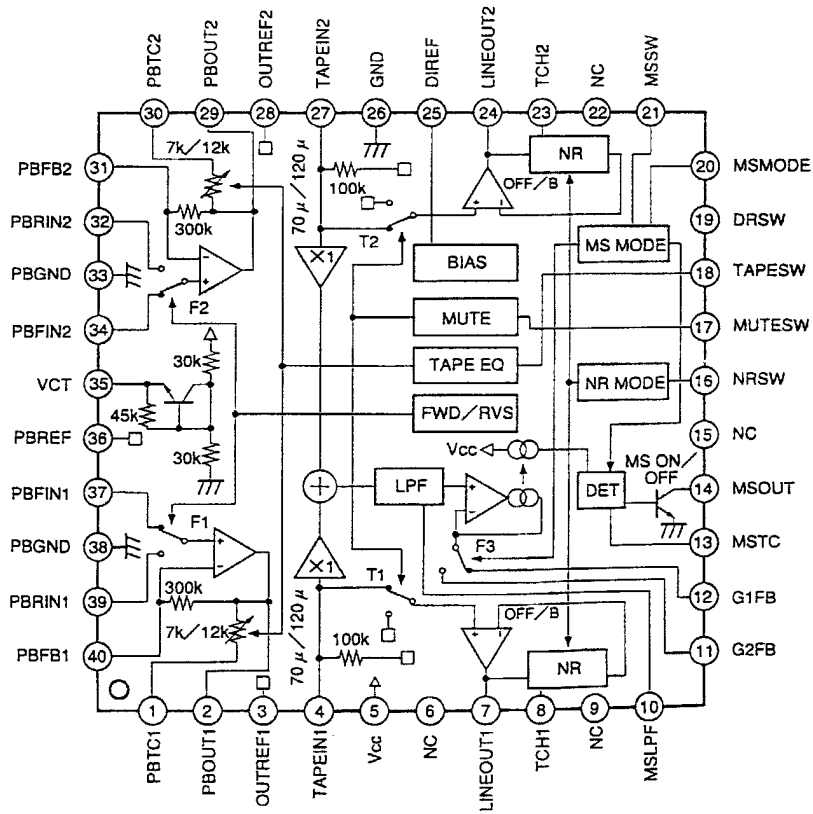 PBTC2
PBOUT2
OUTREF2
TAPEIN2
GND
DIREF
LINEOUT2
TCH2
NC
MSSW
30
29
28
27
26
25
24
23
22
21
PBFB2
31
PBRIN2
32
PBGND
33
PBFIN2
34
VCT
35
PBREF
36
PBFIN1
37
PBGND
38
PBRIN1
39
PBFB1
40
7k/12k
300k
−
+
F2
30k
45k
30k
F1
+
−
300k
7k/12k
70μ/120μ
100k
T2
×1
+
×1
70μ/120μ
T1
100k
+
−
OFF/B
NR
BIAS
MUTE
TAPE EQ
FWD/RVS
MS MODE
NR MODE
Vcc
LPF
+
−
F3
DET
MS ON/
OFF
OFF/B
+
−
NR
20
MSMODE
19
DRSW
18
TAPESW
17
MUTESW
16
NRSW
15
NC
14
MSOUT
13
MSTC
12
G1FB
11
G2FB
1
2
3
4
5
6
7
8
9
10
PBTC1
PBOUT1
OUTREF1
TAPEIN1
Vcc
NC
LINEOUT1
TCH1
NC
MSLPF